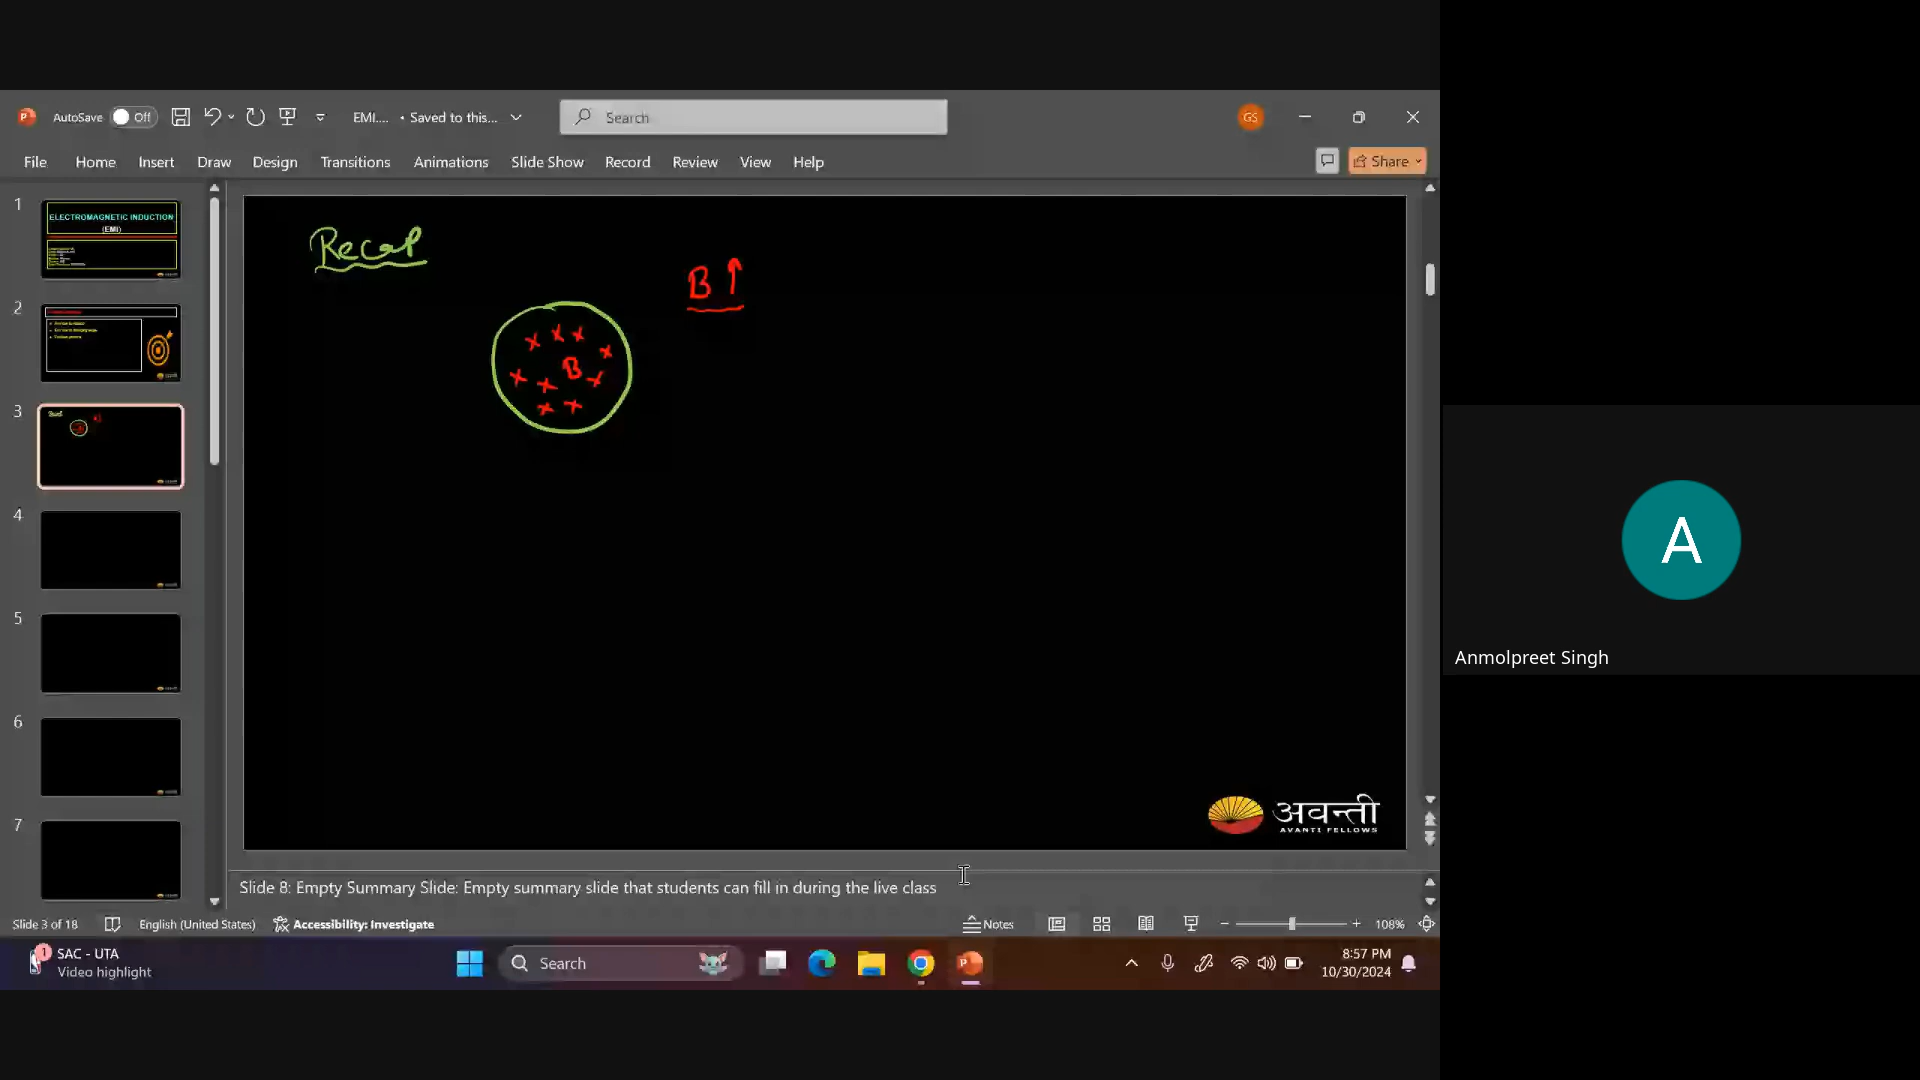 AutoSave Off EMI.... • Saved to this... Search GS
File Home Insert Draw Design Transitions Animations Slide Show Record Review View Help Share
1
ELECTROMAGNETIC INDUCTION
(EMI)
2
3
4
5
6
7
Recap
B ↑
x x x
x
B
x x x
x x
अवन्ती
AVANTI FELLOWS
A
Anmolpreet Singh
Slide 8: Empty Summary Slide: Empty summary slide that students can fill in during the live class
Slide 3 of 18 English (United States) Accessibility: Investigate Notes 108%
1 SAC - UTA
Video highlight
Search
8:57 PM
10/30/2024